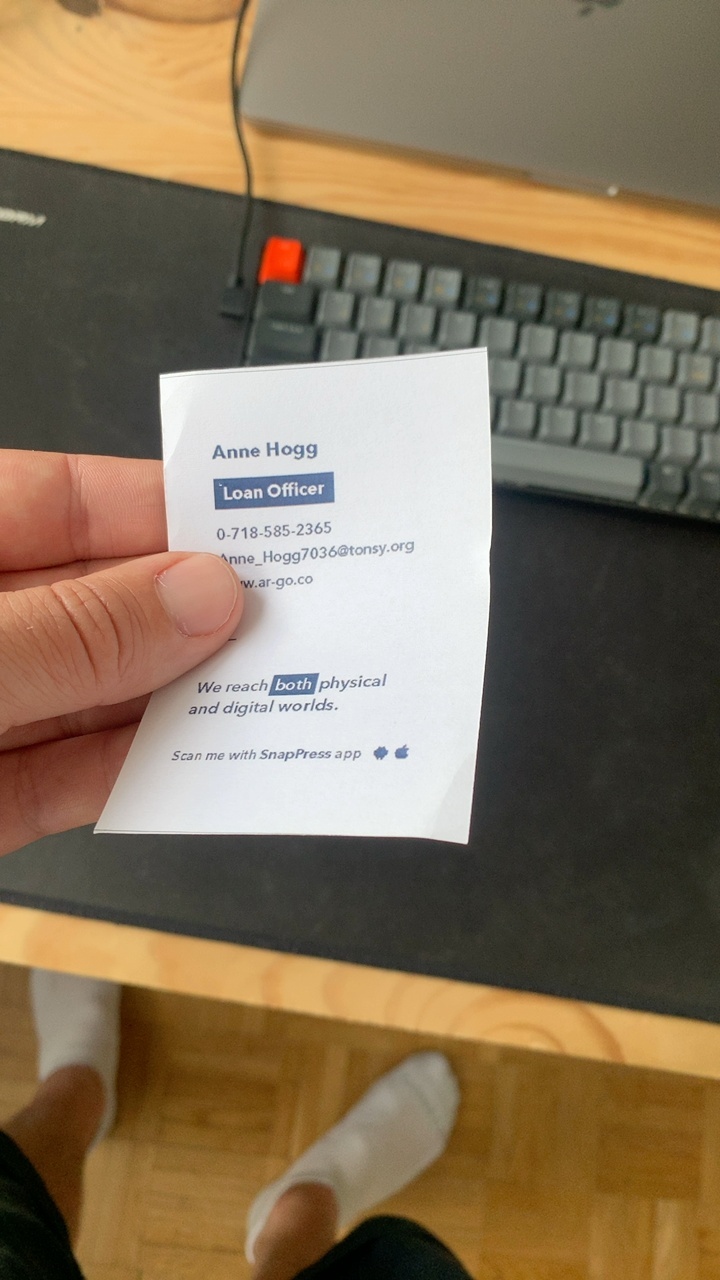 Anne Hogg
Loan Officer
0-718-585-2365
Anne_Hogg7036@tonsy.org
www.ar-go.co
We reach both physical
and digital worlds.
Scan me with SnapPress app